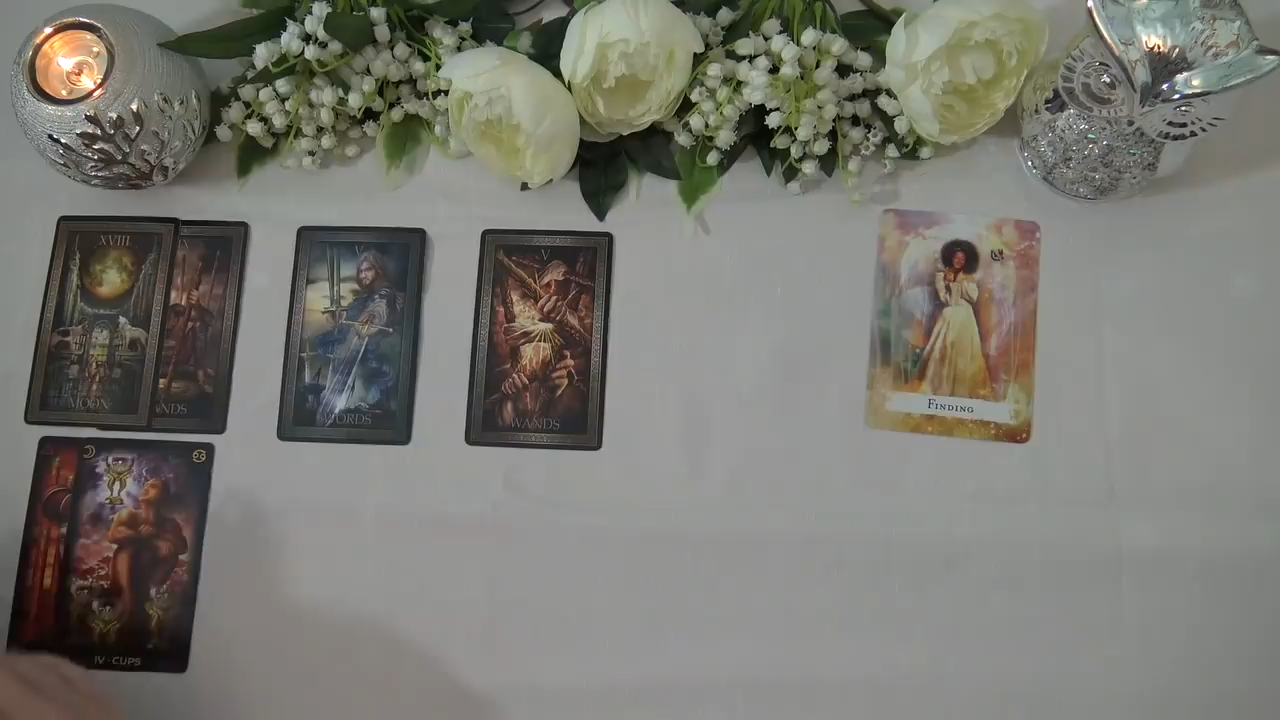 XVIII
MOON
NDS
V
WORDS
V
WANDS
FINDING
IV · CUPS